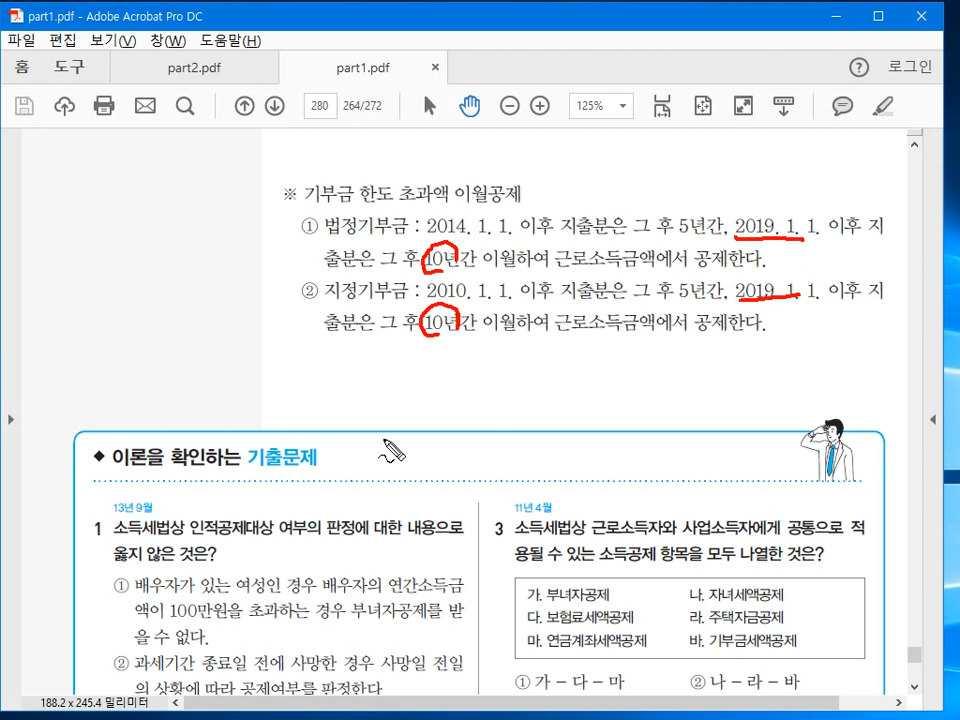 part1.pdf - Adobe Acrobat Pro DC
파일 편집 보기(V) 창(W) 도움말(H)
홈 도구 part2.pdf part1.pdf × ? 로그인
280 264/272 125%
※ 기부금 한도 초과액 이월공제
① 법정기부금 : 2014. 1. 1. 이후 지출분은 그 후 5년간, 2019. 1. 1. 이후 지
출분은 그 후 10년간 이월하여 근로소득금액에서 공제한다.
② 지정기부금 : 2010. 1. 1. 이후 지출분은 그 후 5년간, 2019. 1. 1. 이후 지
출분은 그 후 10년간 이월하여 근로소득금액에서 공제한다.
◆ 이론을 확인하는 기출문제
13년 9월
1 소득세법상 인적공제대상 여부의 판정에 대한 내용으로
옳지 않은 것은?
① 배우자가 있는 여성인 경우 배우자의 연간소득금
액이 100만원을 초과하는 경우 부녀자공제를 받
을 수 없다.
② 과세기간 종료일 전에 사망한 경우 사망일 전일
의 상황에 따라 공제여부를 판정한다
11년 4월
3 소득세법상 근로소득자와 사업소득자에게 공통으로 적
용될 수 있는 소득공제 항목을 모두 나열한 것은?
가. 부녀자공제 나. 자녀세액공제
다. 보험료세액공제 라. 주택자금공제
마. 연금계좌세액공제 바. 기부금세액공제
① 가 – 다 – 마 ② 나 – 라 – 바
188.2 x 245.4 밀리미터